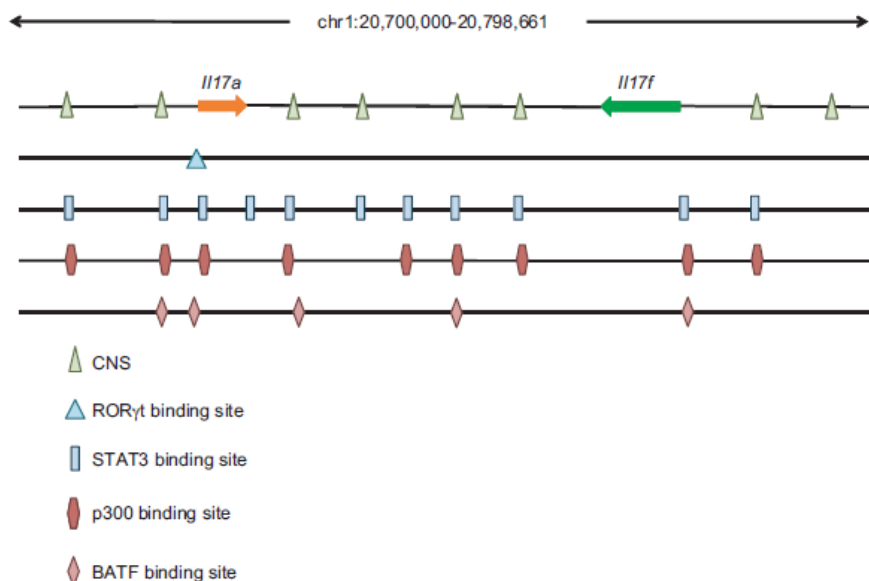 chr1:20,700,000-20,798,661
Il17a
Il17f
CNS
RORγt binding site
STAT3 binding site
p300 binding site
BATF binding site